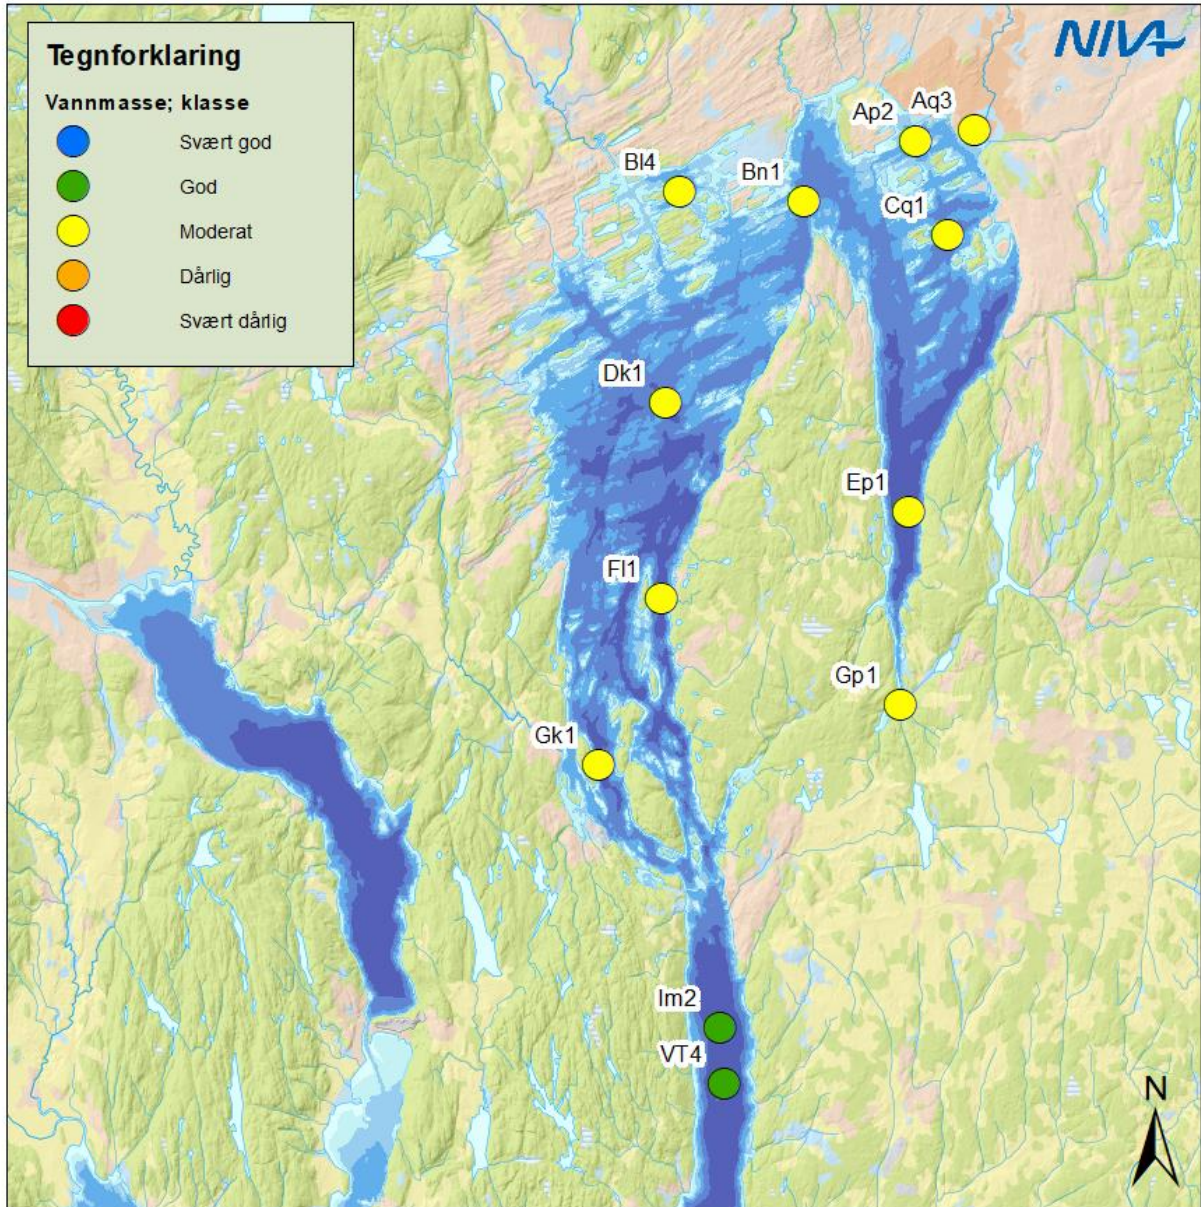 Tegnforklaring
Vannmasse; klasse
Svært god
God
Moderat
Dårlig
Svært dårlig
NIVA
Aq3
Ap2
Bl4
Bn1
Cq1
Dk1
Ep1
Fl1
Gp1
Gk1
Im2
VT4
N